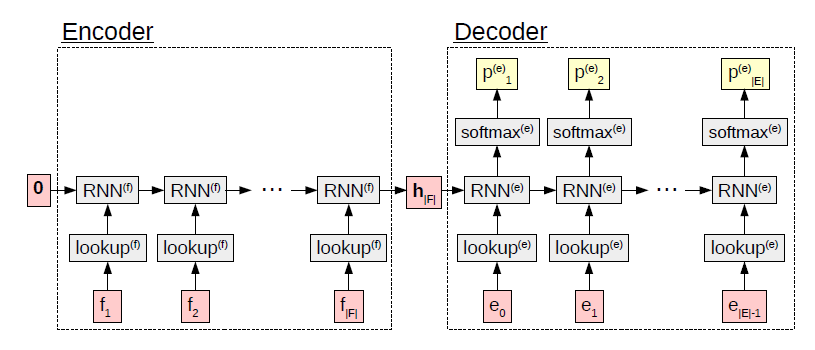 Encoder Decoder
p(e)1 p(e)2 p(e)|E|
softmax(e) softmax(e) softmax(e)
0 RNN(f) RNN(f) ... RNN(f) h|F| RNN(e) RNN(e) ... RNN(e)
lookup(f) lookup(f) lookup(f) lookup(e) lookup(e) lookup(e)
f1 f2 f|F| e0 e1 e|E|-1